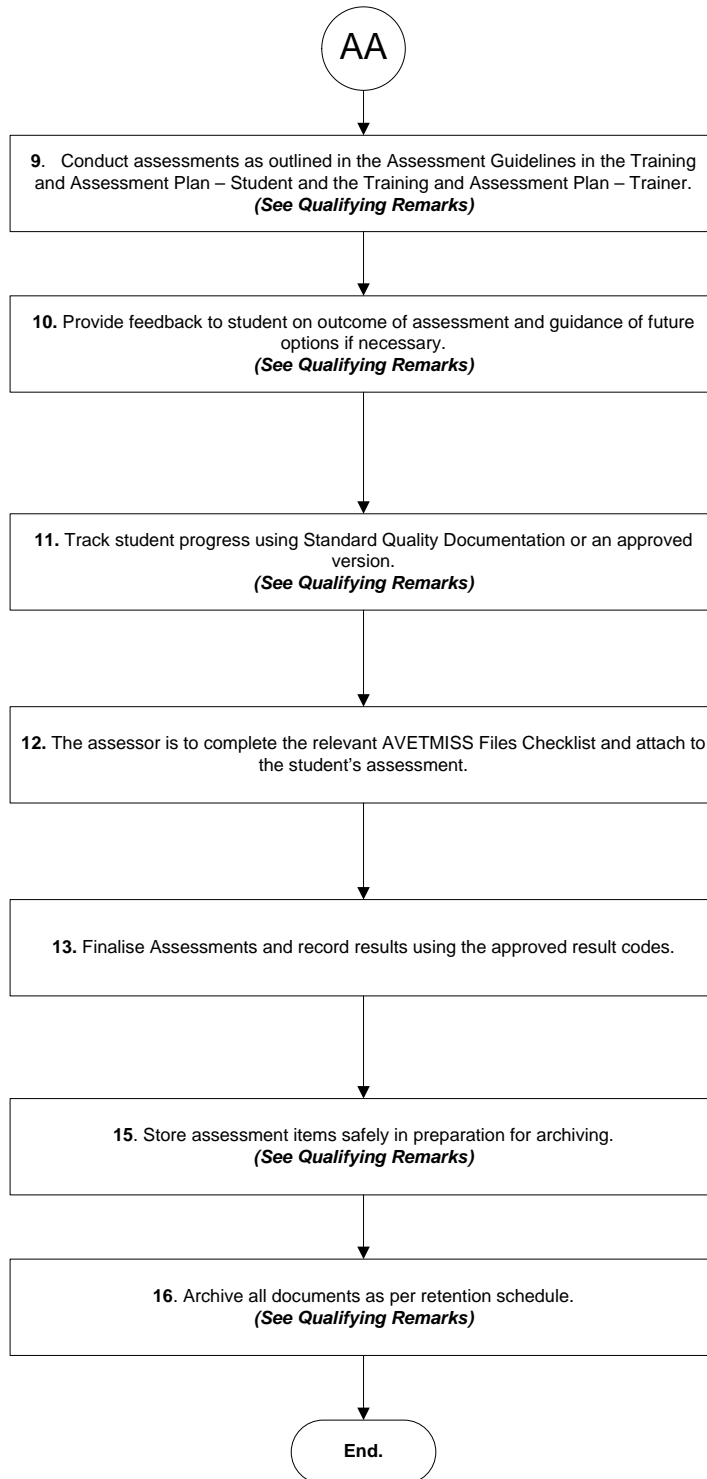 AA
9. Conduct assessments as outlined in the Assessment Guidelines in the Training
and Assessment Plan – Student and the Training and Assessment Plan – Trainer.
(See Qualifying Remarks)
10. Provide feedback to student on outcome of assessment and guidance of future
options if necessary.
(See Qualifying Remarks)
11. Track student progress using Standard Quality Documentation or an approved
version.
(See Qualifying Remarks)
12. The assessor is to complete the relevant AVETMISS Files Checklist and attach to
the student's assessment.
13. Finalise Assessments and record results using the approved result codes.
15. Store assessment items safely in preparation for archiving.
(See Qualifying Remarks)
16. Archive all documents as per retention schedule.
(See Qualifying Remarks)
End.